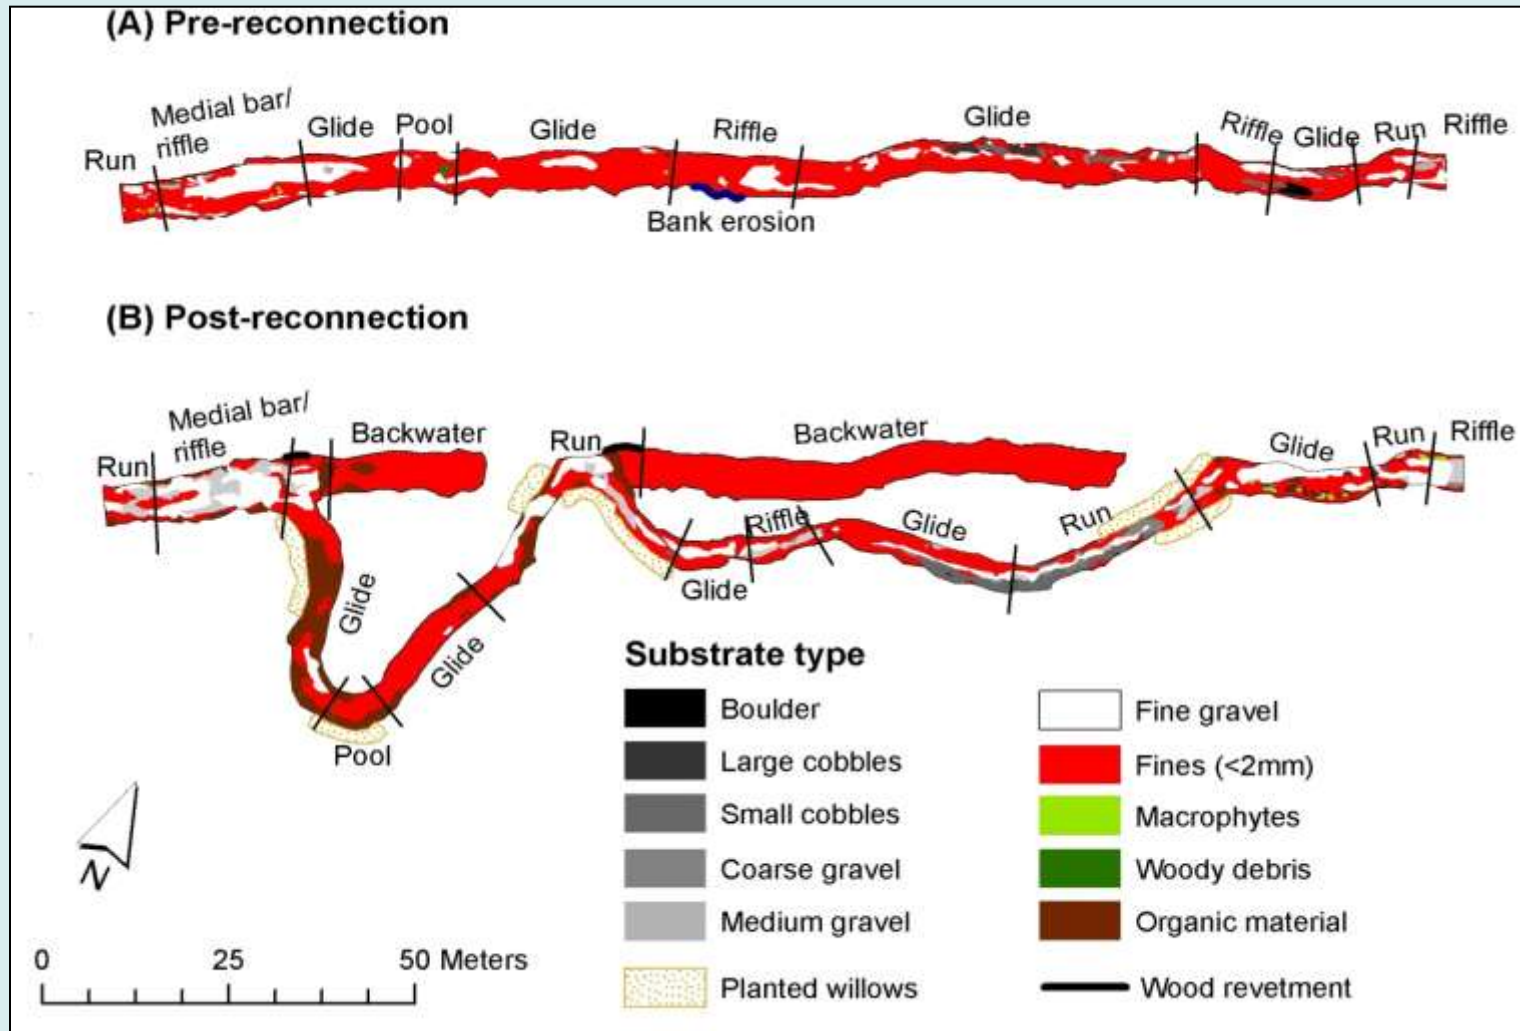 (A) Pre-reconnection
Medial bar/
riffle
Run
Glide
Pool
Glide
Riffle
Glide
Riffle
Glide
Run
Riffle
Bank erosion
(B) Post-reconnection
Medial bar/
riffle
Run
Backwater
Run
Backwater
Glide
Run
Riffle
Glide
Pool
Glide
Glide
Riffle
Glide
Run
Substrate type
Boulder
Large cobbles
Small cobbles
Coarse gravel
Medium gravel
Planted willows
Fine gravel
Fines (<2mm)
Macrophytes
Woody debris
Organic material
Wood revetment
N
0 25 50 Meters